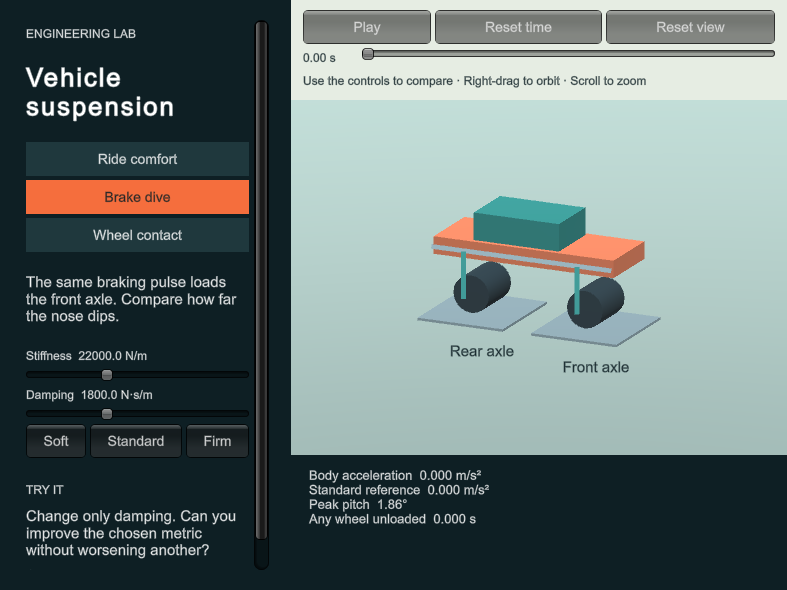 ENGINEERING LAB
Vehicle
suspension
Ride comfort
Brake dive
Wheel contact
The same braking pulse loads
the front axle. Compare how far
the nose dips.
Stiffness  22000.0 N/m
Damping  1800.0 N·s/m
Soft
Standard
Firm
TRY IT
Change only damping. Can you
improve the chosen metric
without worsening another?
Play
Reset time
Reset view
0.00 s
Use the controls to compare · Right-drag to orbit · Scroll to zoom
Rear axle
Front axle
Body acceleration  0.000 m/s²
Standard reference  0.000 m/s²
Peak pitch  1.86°
Any wheel unloaded  0.000 s